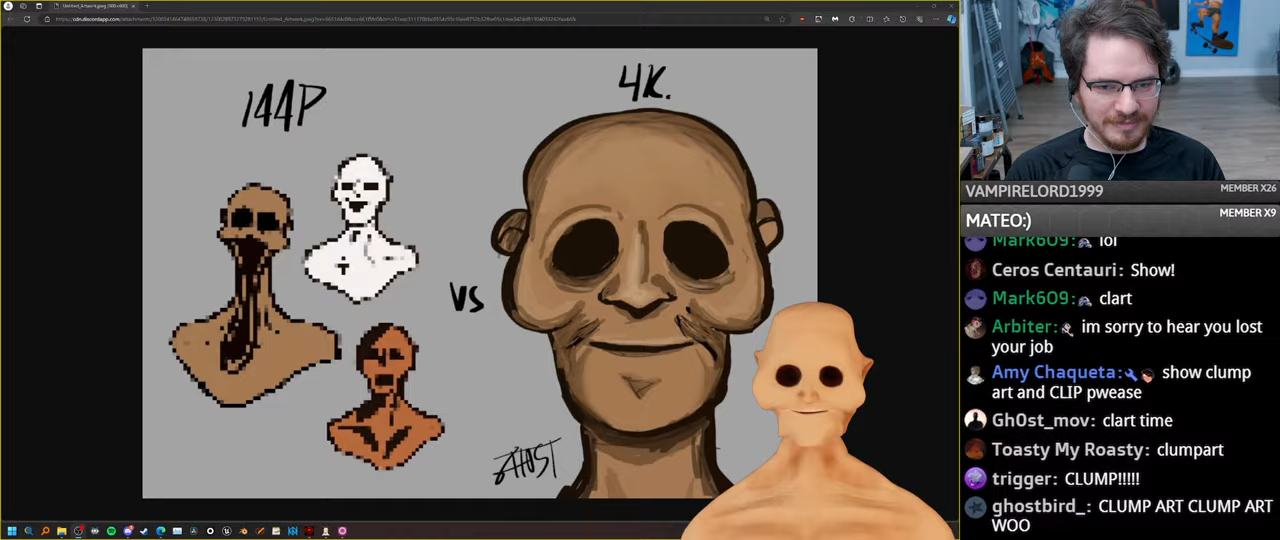 144P
4K.
VS
GHOST
VAMPIRELORD1999
MEMBER X26
MATEO:)
MEMBER X9
Mark609: lol
Ceros Centauri: Show!
Mark609: clart
Arbiter: im sorry to hear you lost
your job
Amy Chaqueta: show clump
art and CLIP pwease
Gh0st_mov: clart time
Toasty My Roasty: clumpart
trigger: CLUMP!!!!!
ghostbird_: CLUMP ART CLUMP ART
WOO